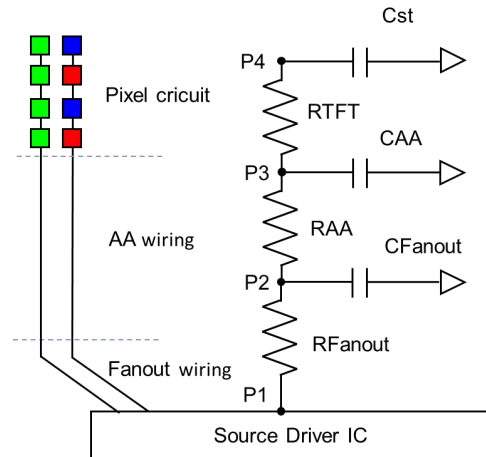 Cst
P4
Pixel cricuit
RTFT
CAA
P3
AA wiring
RAA
CFanout
P2
Fanout wiring
RFanout
P1
Source Driver IC